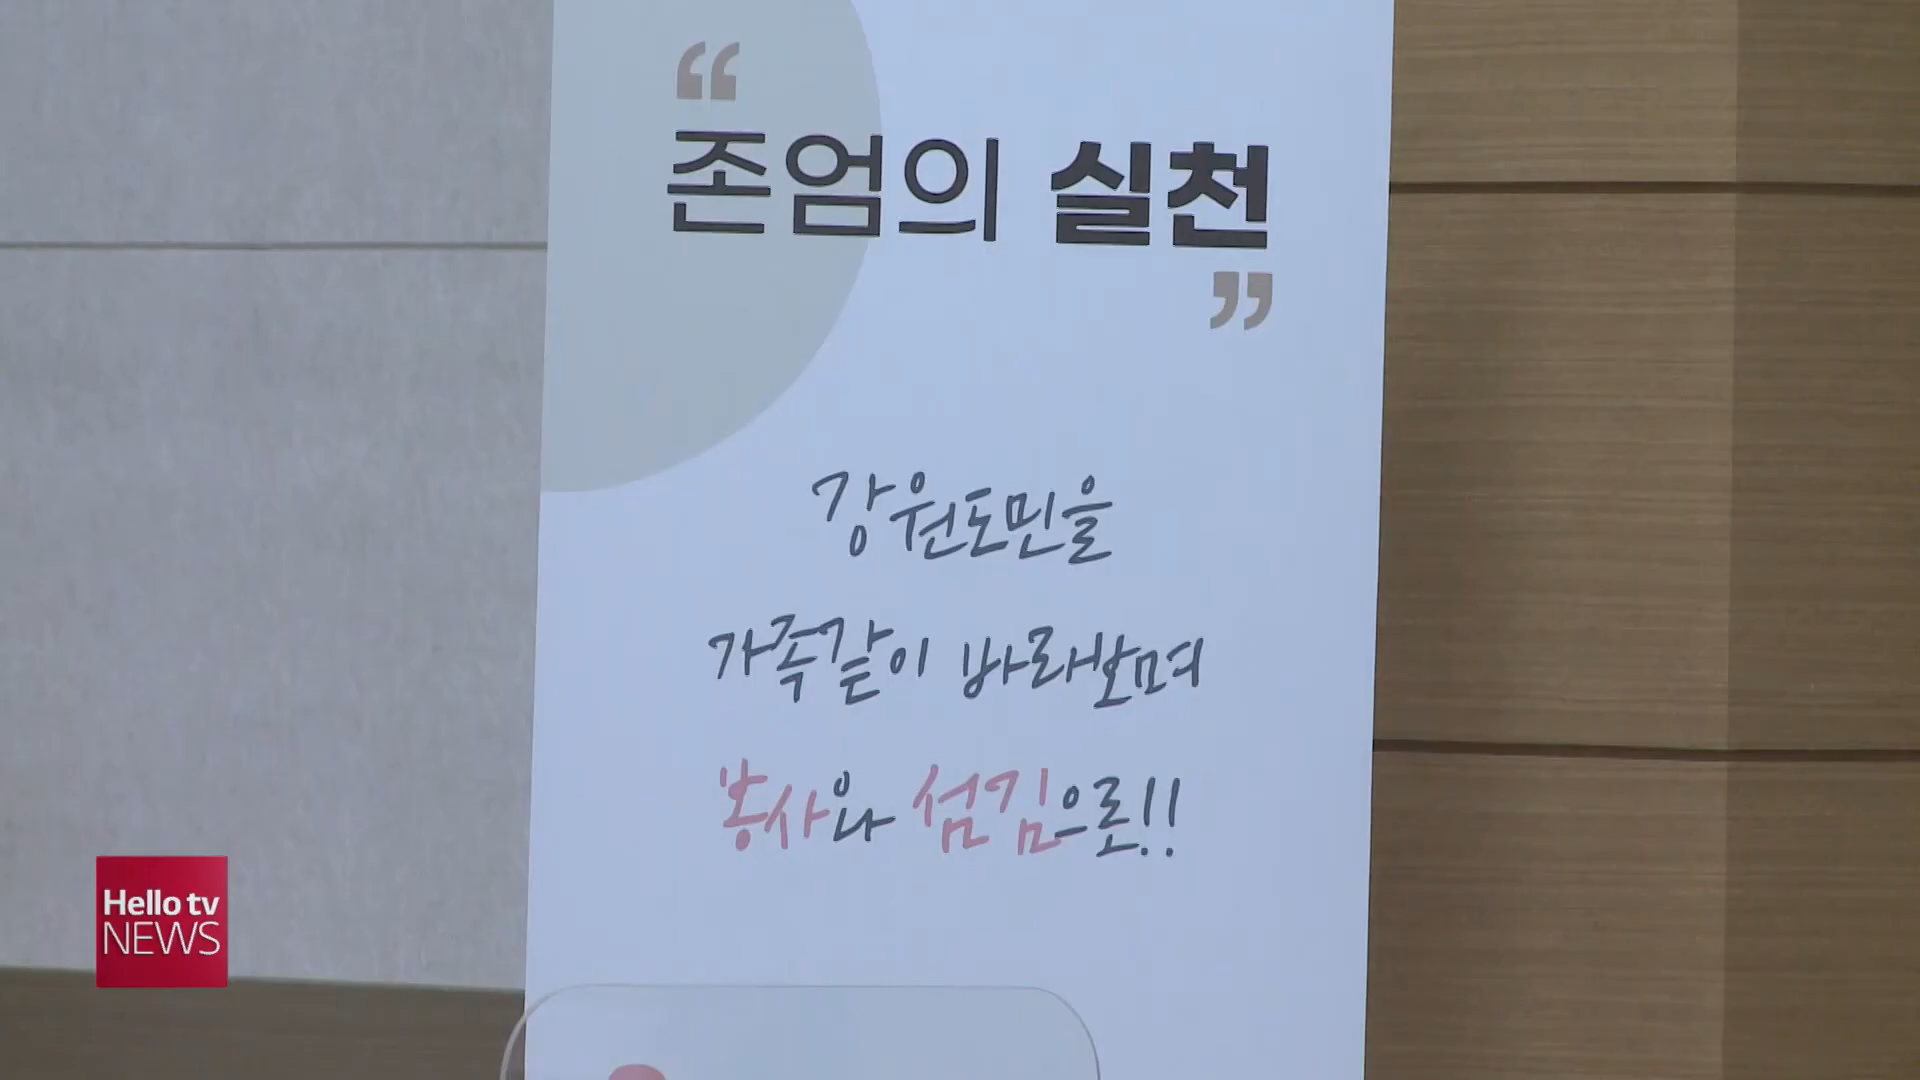 “
존엄의 실천
”
강원도민을
가족같이 바라보며
봉사와 섬김으로!!
Hello tv
NEWS